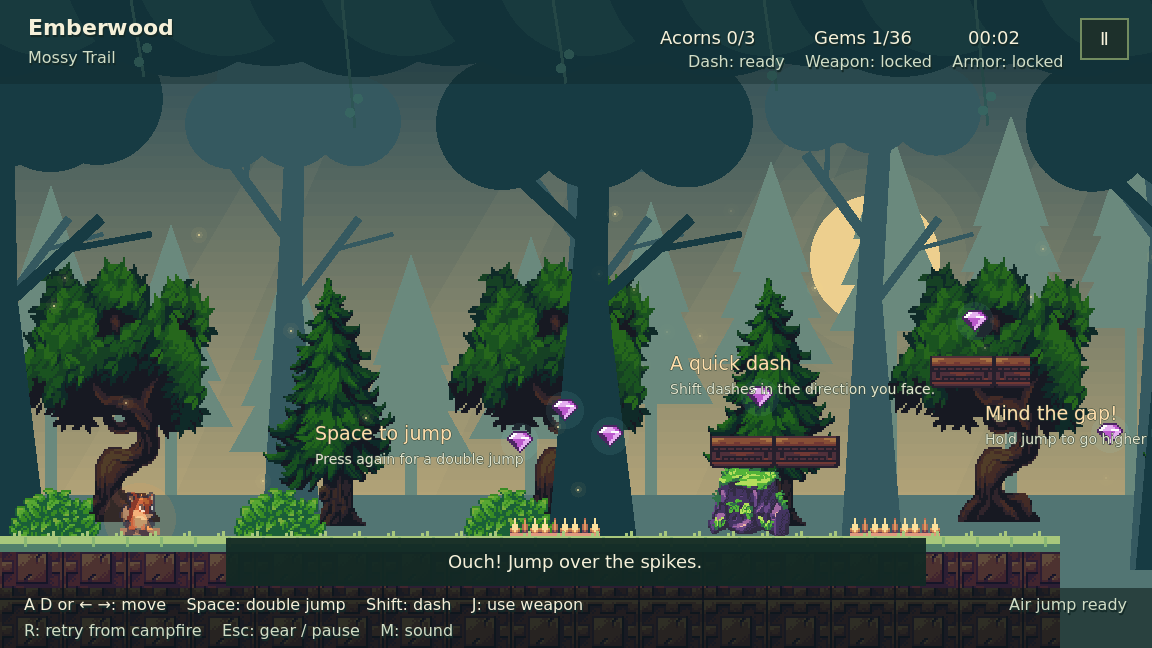 Emberwood
Mossy Trail
Acorns 0/3 Gems 1/36 00:02
Dash: ready Weapon: locked Armor: locked
II
A quick dash
Shift dashes in the direction you face.
Mind the gap!
Hold jump to go higher
Space to jump
Press again for a double jump
Ouch! Jump over the spikes.
A D or ← →: move Space: double jump Shift: dash J: use weapon
Air jump ready
R: retry from campfire Esc: gear / pause M: sound